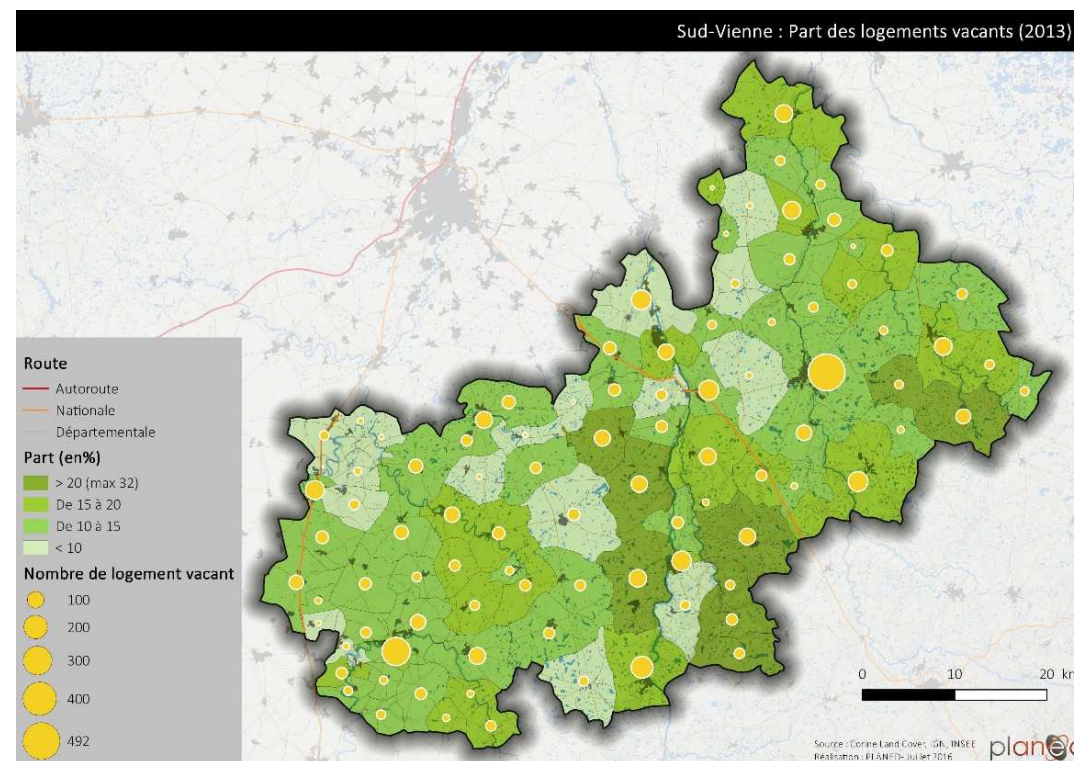 Sud-Vienne : Part des logements vacants (2013)
Route
Autoroute
Nationale
Départementale
Part (en%)
> 20 (max 32)
De 15 à 20
De 10 à 15
< 10
Nombre de logement vacant
100
200
300
400
492
0 10 20 km
Source : Corine Land Cover, IGN, INSEE
Réalisation : PLANED- Juillet 2016
planed